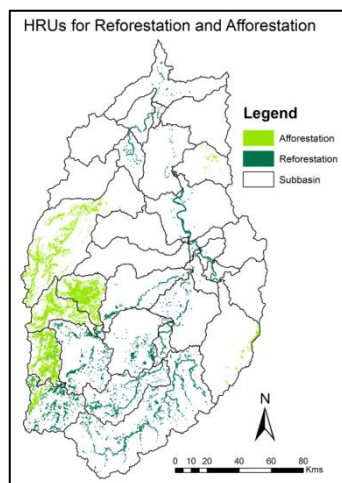 HRUs for Reforestation and Afforestation
Legend
Afforestation
Reforestation
Subbasin
N
0 10 20 40 60 80
Kms